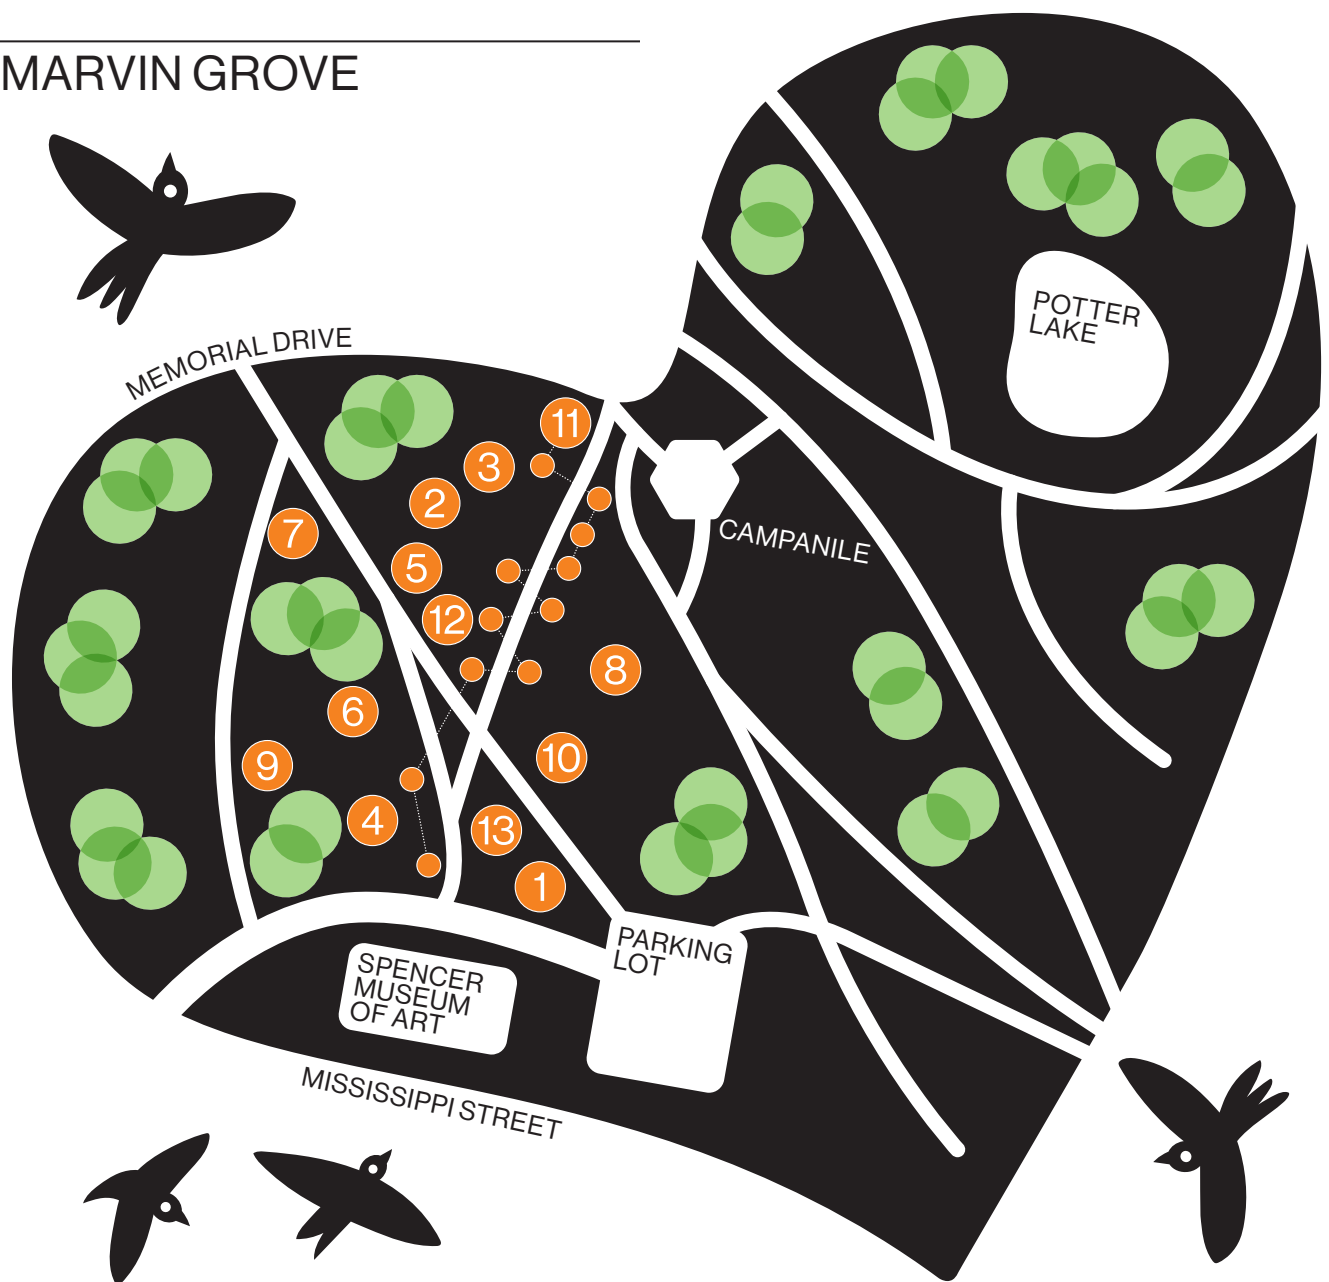 MARVIN GROVE
MEMORIAL DRIVE
POTTER
LAKE
11
3
2
7
5
12
CAMPANILE
8
6
10
9
4
13
1
PARKING
LOT
SPENCER
MUSEUM
OF ART
MISSISSIPPI STREET